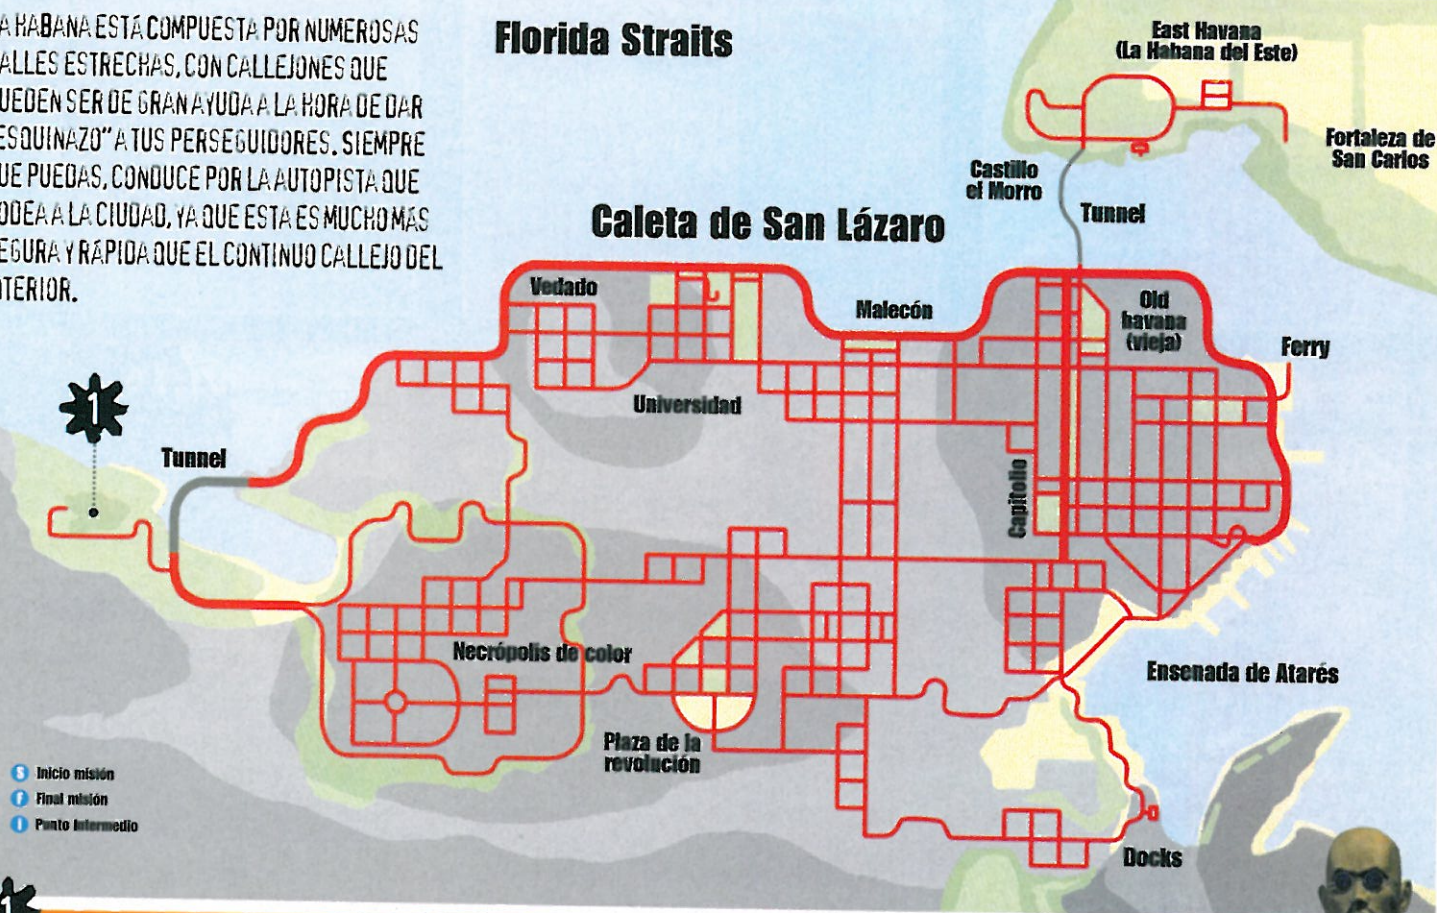 A HABANA ESTÁ COMPUESTA POR NUMEROSAS
ALLES ESTRECHAS, CON CALLEJONES QUE
UEDEN SER DE GRAN AYUDA A LA HORA DE DAR
ESQUINAZO" A TUS PERSEGUIDORES. SIEMPRE
UE PUEDAS, CONDUCE POR LA AUTOPISTA QUE
ODEA A LA CIUDAD, YA QUE ESTA ES MUCHO MÁS
EGURA Y RÁPIDA QUE EL CONTINUO CALLEJO DEL
NTERIOR.
Florida Straits
East Havana
(La Habana del Este)
Fortaleza de
San Carlos
Castillo
el Morro
Tunnel
Caleta de San Lázaro
Vedado
Malecón
Old
havana
(vieja)
Ferry
1
Universidad
Tunnel
Capitolio
Necrópolis de color
Ensenada de Atarés
Plaza de la
revolución
S Inicio misión
F Final misión
I Punto Intermedio
Docks
1